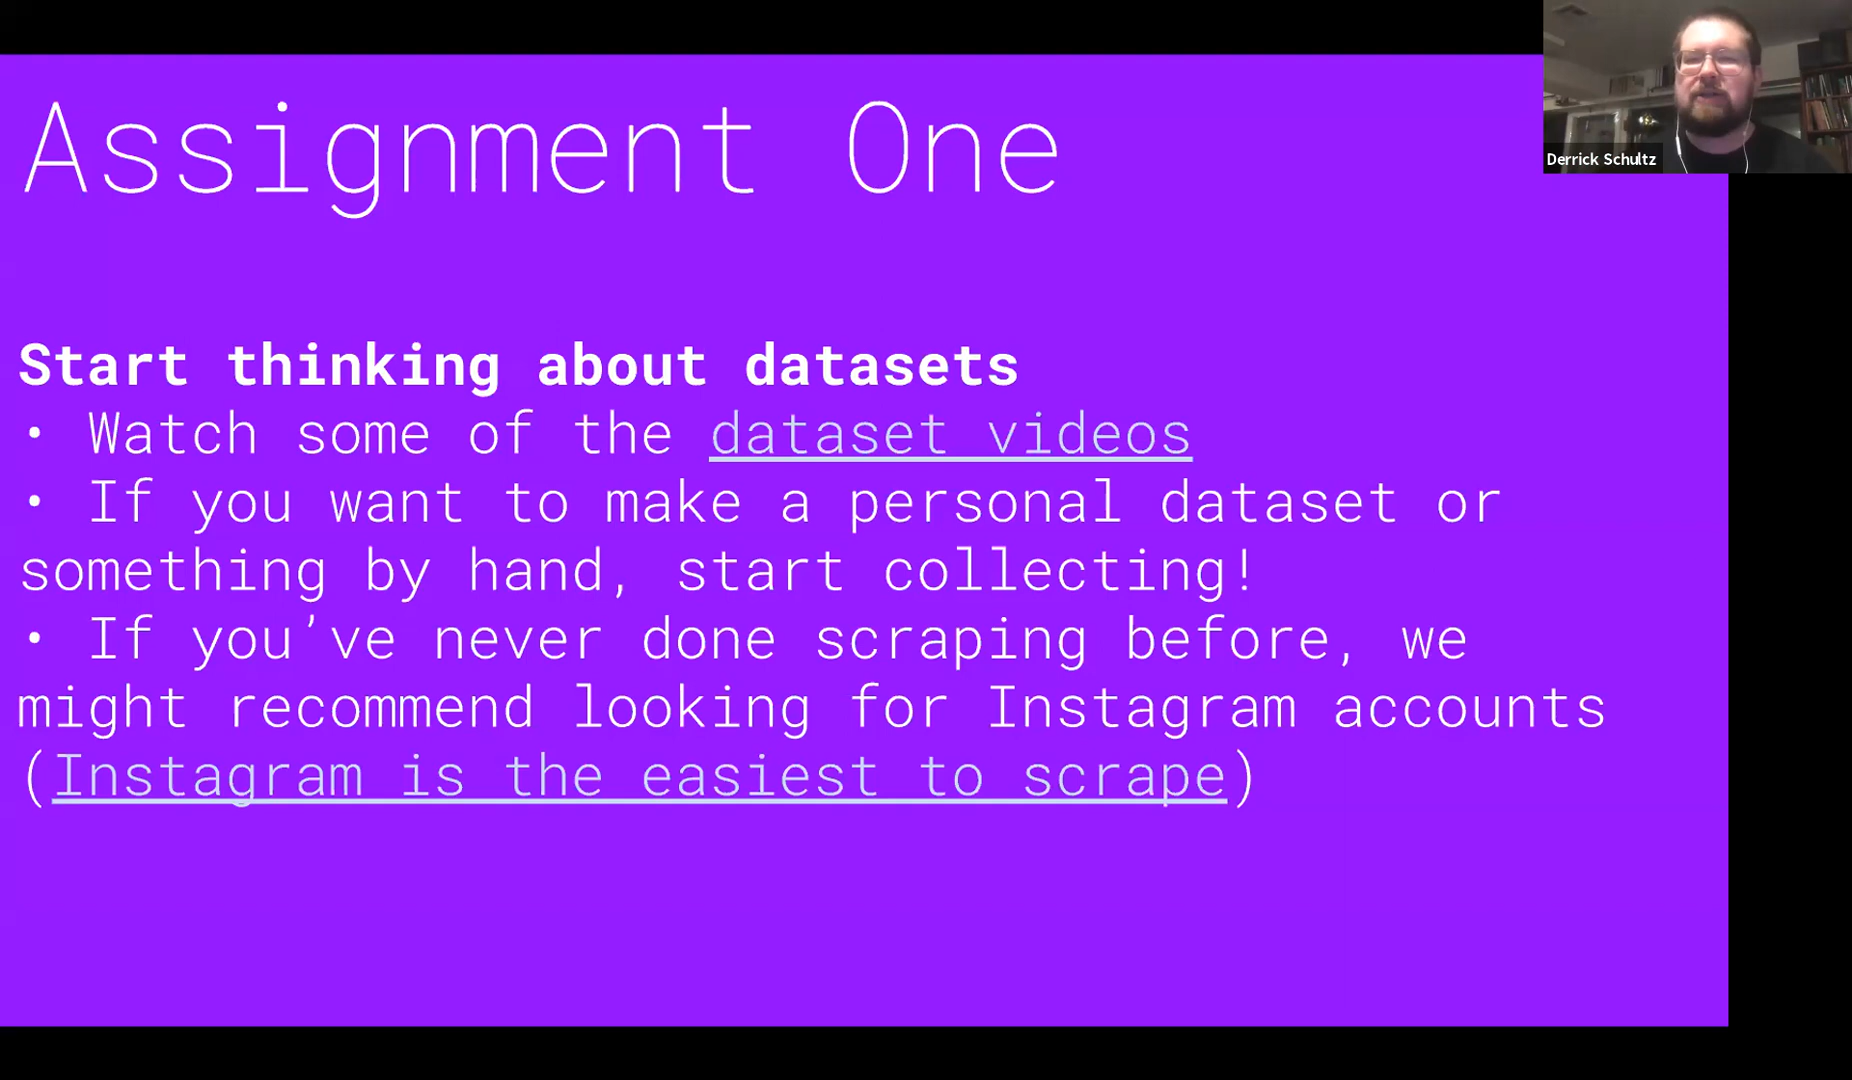 Assignment One
Derrick Schultz
Start thinking about datasets
• Watch some of the dataset videos
• If you want to make a personal dataset or
something by hand, start collecting!
• If you’ve never done scraping before, we
might recommend looking for Instagram accounts
(Instagram is the easiest to scrape)